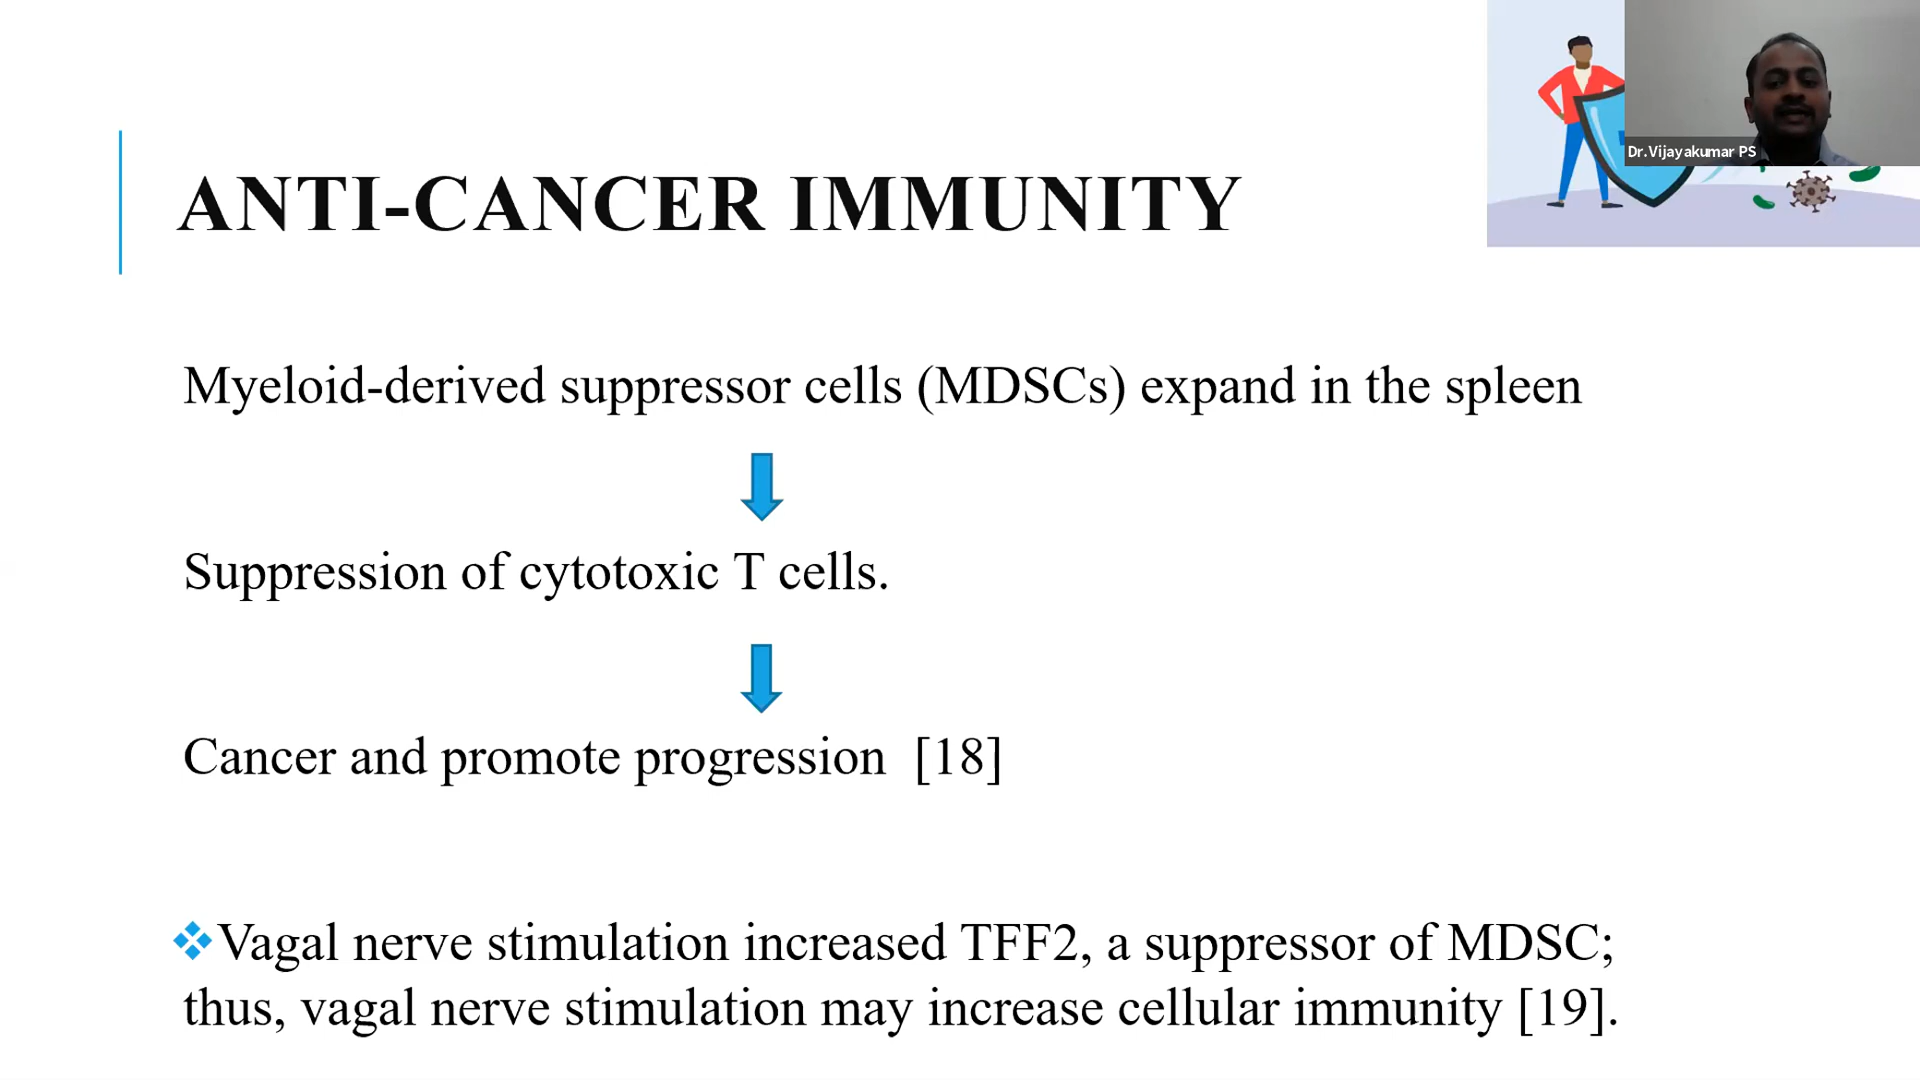 Dr.Vijayakumar PS
ANTI-CANCER IMMUNITY
Myeloid-derived suppressor cells (MDSCs) expand in the spleen
Suppression of cytotoxic T cells.
Cancer and promote progression [18]
❖Vagal nerve stimulation increased TFF2, a suppressor of MDSC;
thus, vagal nerve stimulation may increase cellular immunity [19].